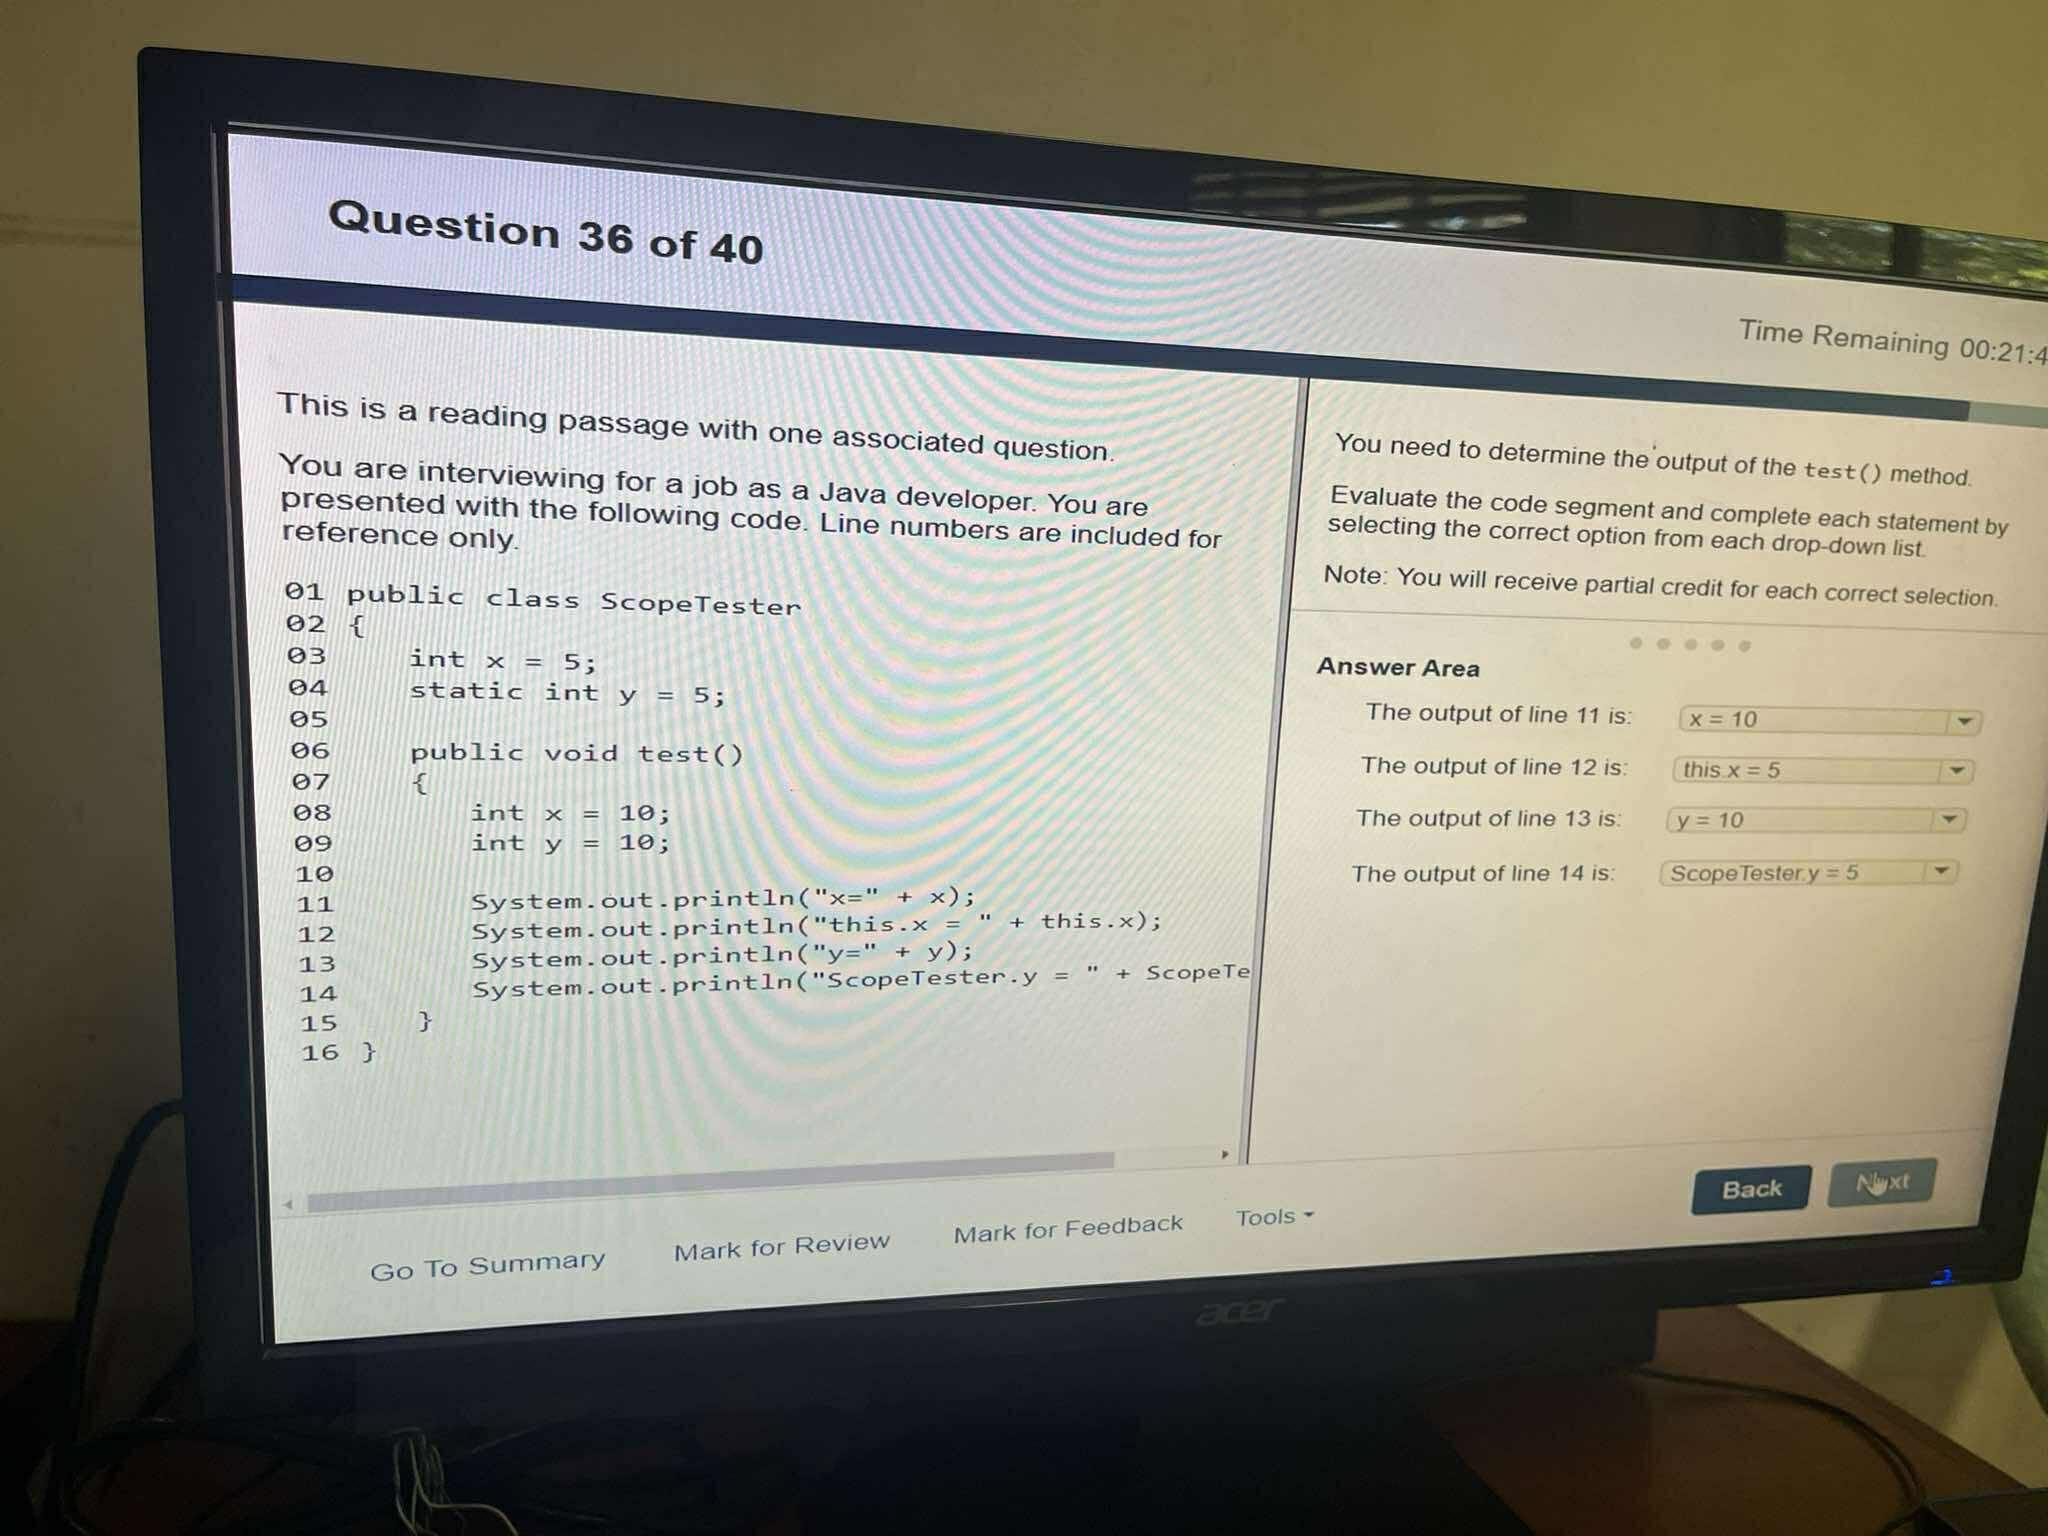 Question 36 of 40
Time Remaining 00:21:4
This is a reading passage with one associated question.
You are interviewing for a job as a Java developer. You are
presented with the following code. Line numbers are included for
reference only.
01 public class ScopeTester
02 {
03     int x = 5;
04     static int y = 5;
05
06     public void test()
07     {
08         int x = 10;
09         int y = 10;
10
11         System.out.println("x=" + x);
12         System.out.println("this.x = " + this.x);
13         System.out.println("y=" + y);
14         System.out.println("ScopeTester.y = " + ScopeTe
15     }
16 }
You need to determine the output of the test() method.
Evaluate the code segment and complete each statement by
selecting the correct option from each drop-down list.
Note: You will receive partial credit for each correct selection.
Answer Area
The output of line 11 is: x = 10
The output of line 12 is: this.x = 5
The output of line 13 is: y = 10
The output of line 14 is: ScopeTester.y = 5
Back Next
Go To Summary Mark for Review Mark for Feedback Tools
acer